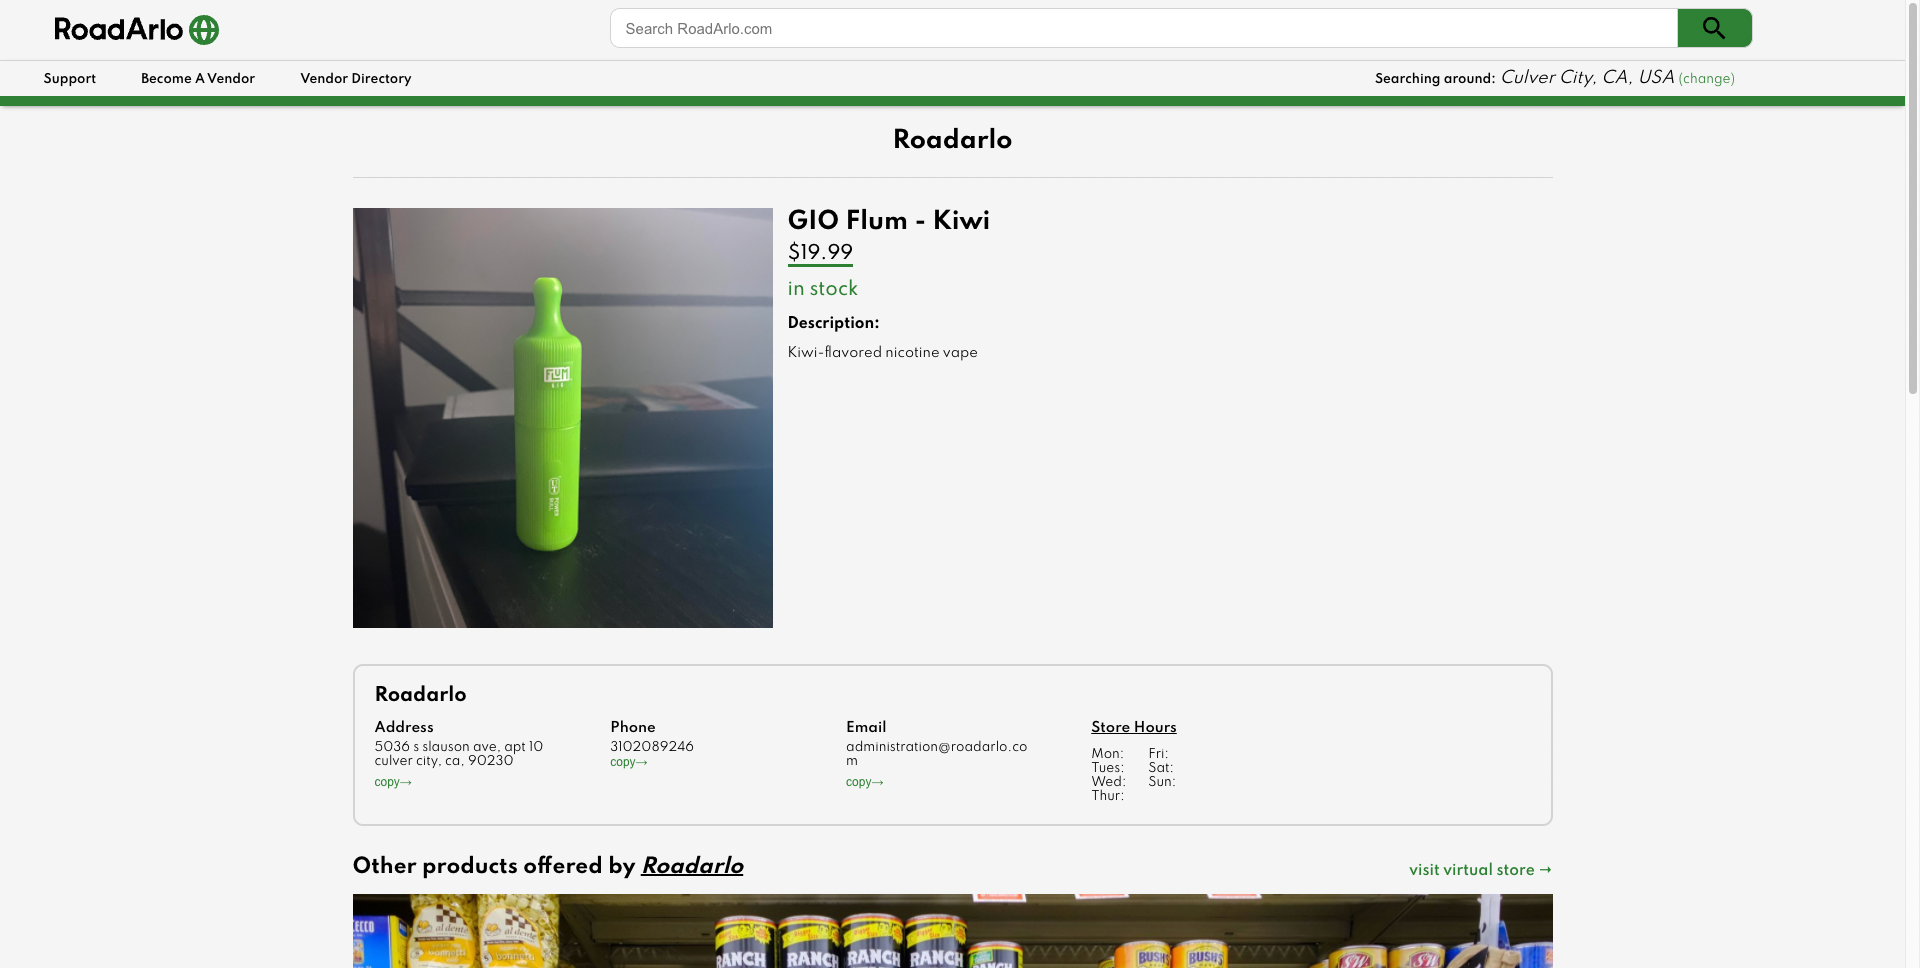 RoadArlo
Search RoadArlo.com
Support
Become A Vendor
Vendor Directory
Searching around: Culver City, CA, USA (change)
Roadarlo
GIO Flum - Kiwi
$19.99
in stock
Description:
Kiwi-flavored nicotine vape
FLUM
GIO
Roadarlo
Address
5036 s slauson ave, apt 10
culver city, ca, 90230
copy→
Phone
3102089246
copy→
Email
administration@roadarlo.co
m
copy→
Store Hours
Mon:
Tues:
Wed:
Thur:
Fri:
Sat:
Sun:
Other products offered by Roadarlo
visit virtual store →
al dente
al dente
RANCH
RANCH
RANCH
RANCH
RANCH
BUSH'S
BUSH'S
S&W
S&W